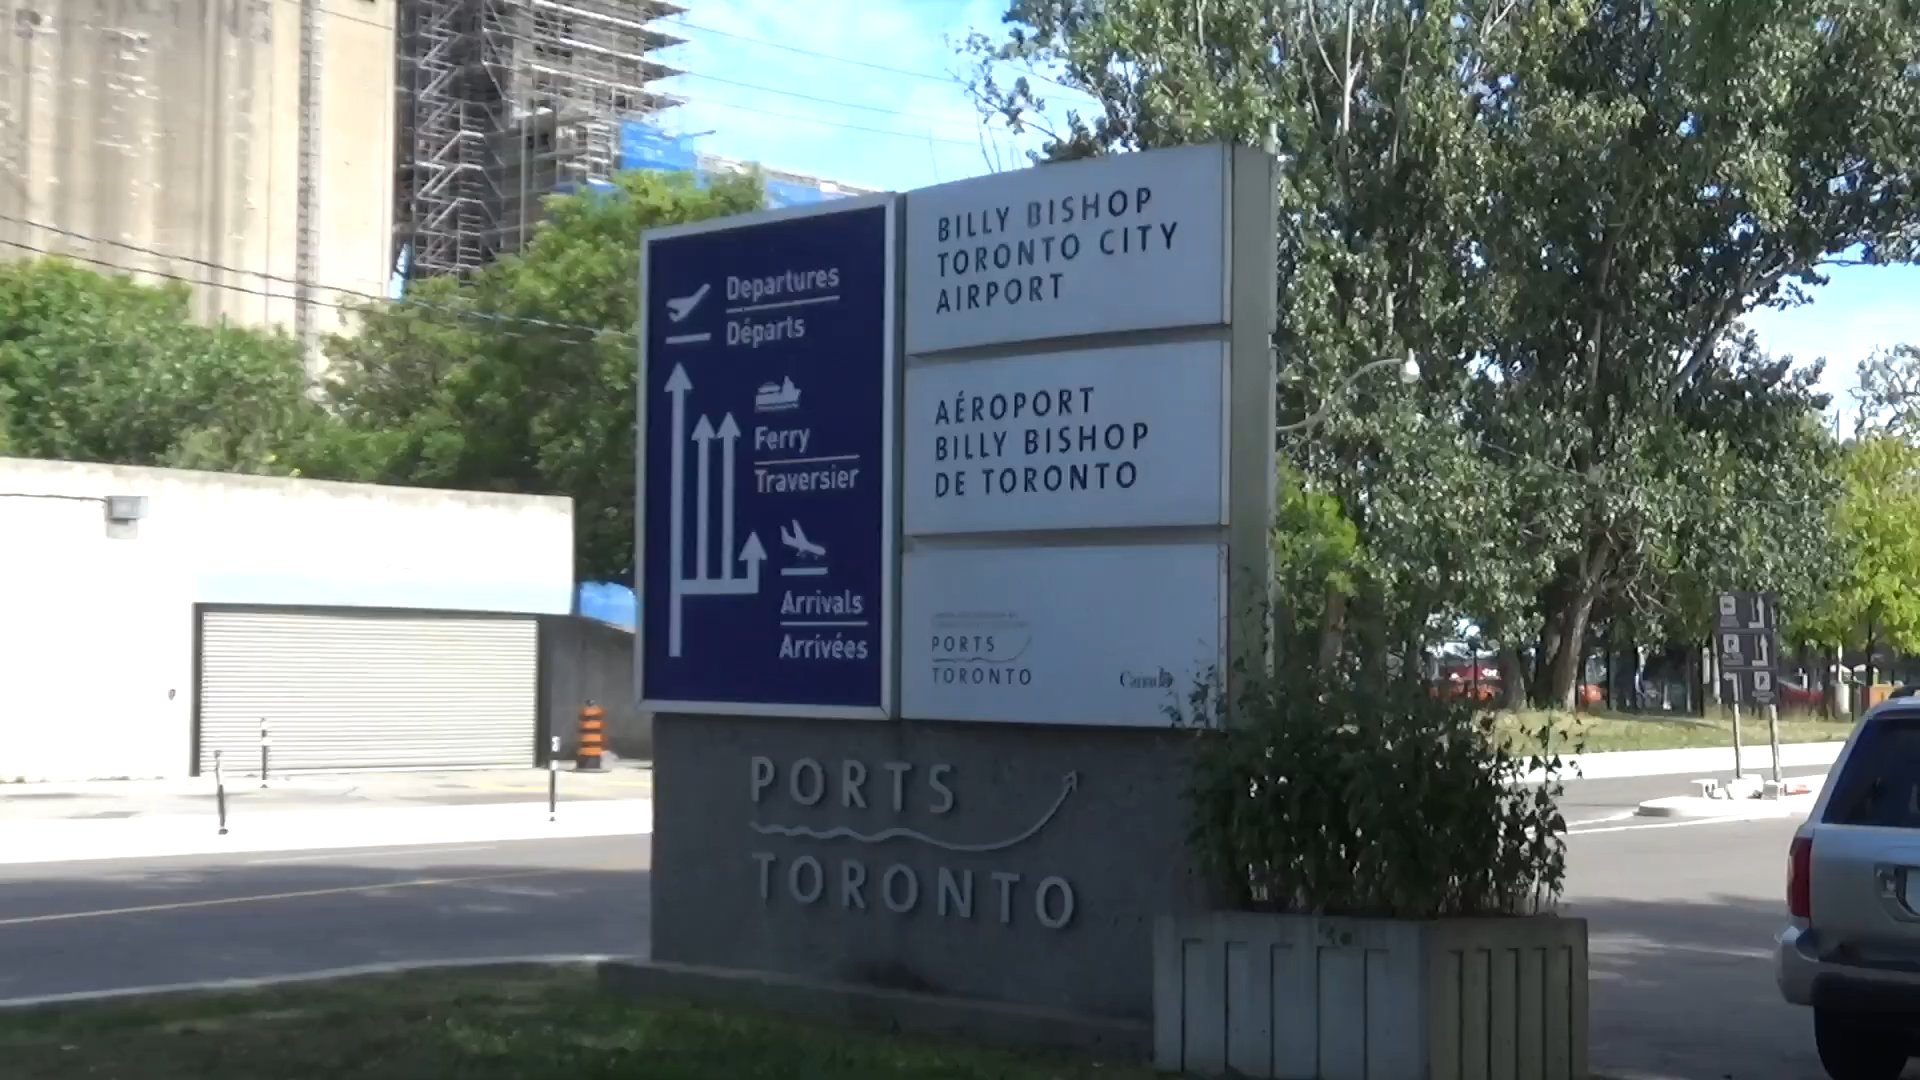 Departures
Départs
Ferry
Traversier
Arrivals
Arrivées
BILLY BISHOP
TORONTO CITY
AIRPORT
AÉROPORT
BILLY BISHOP
DE TORONTO
PORTS
TORONTO
Canada
PORTS
TORONTO
P
P